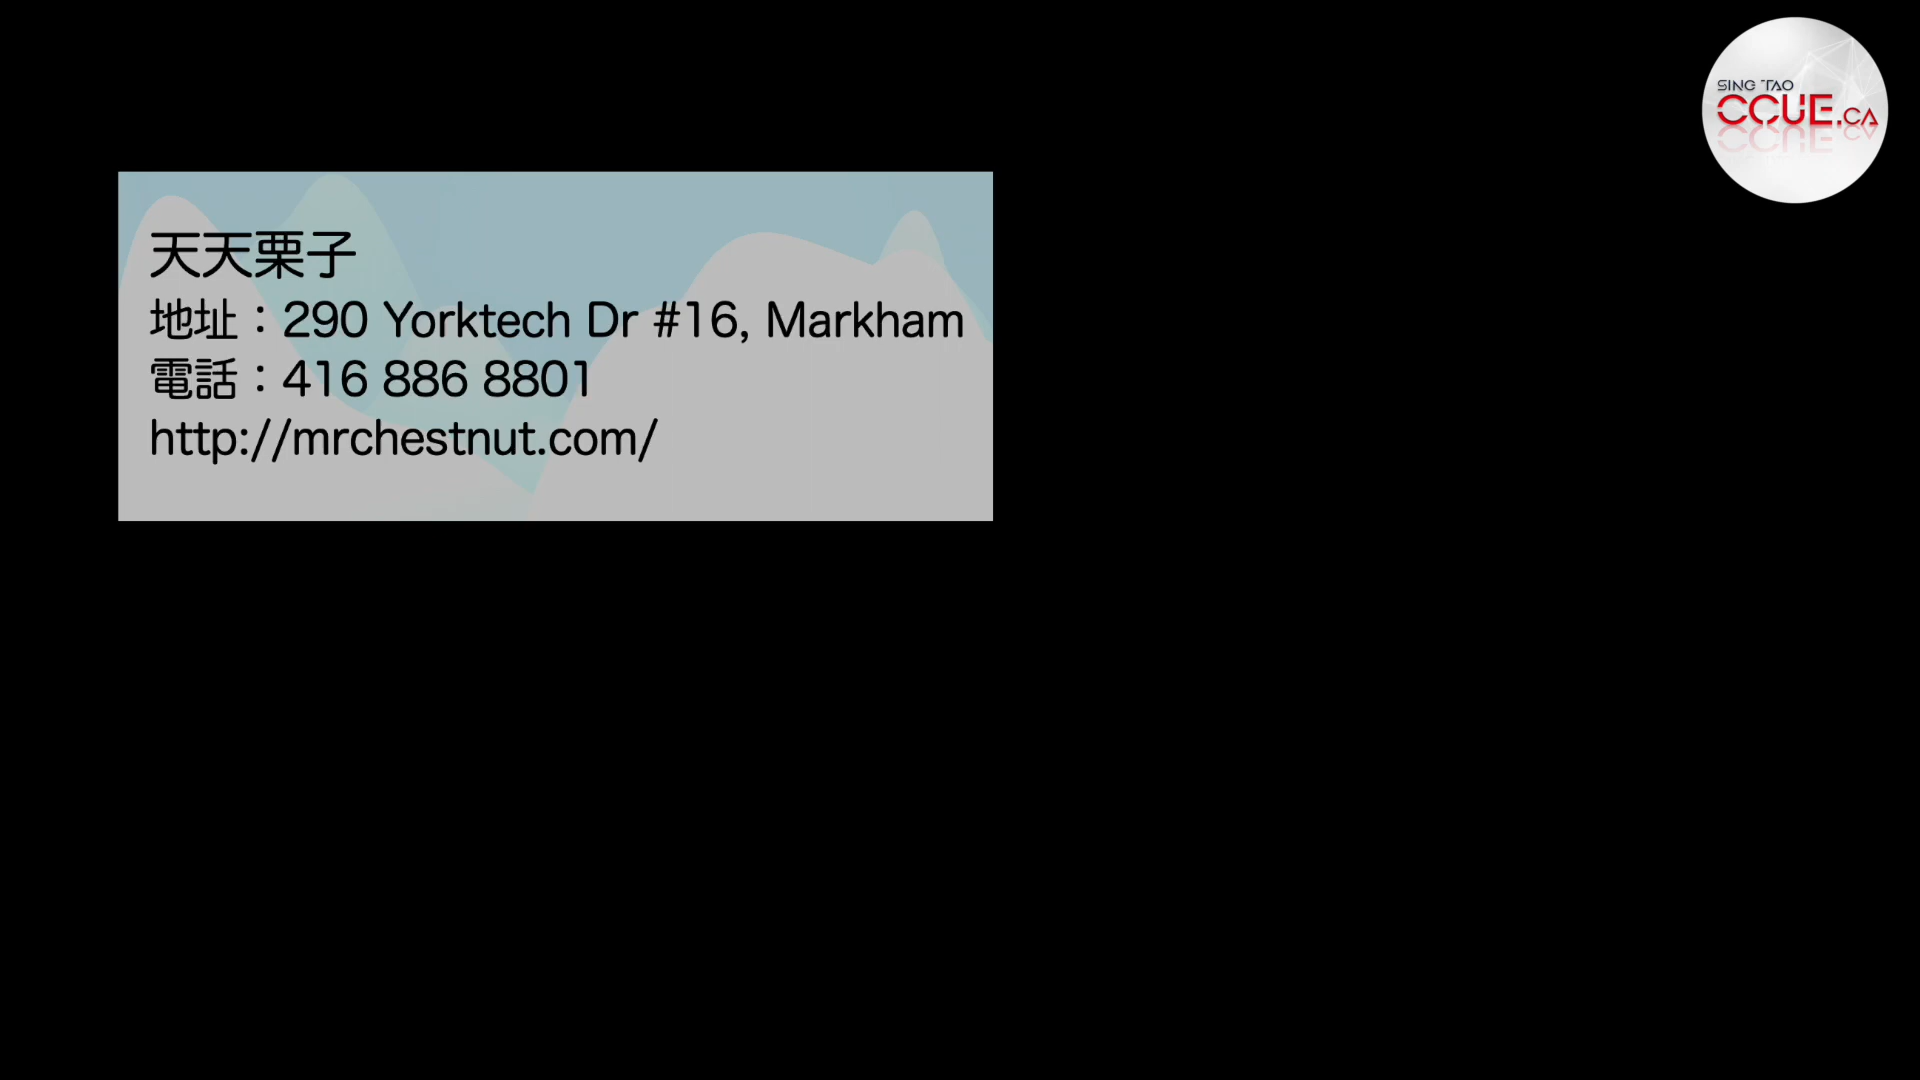 天天栗子
地址：290 Yorktech Dr #16, Markham
電話：416 886 8801
http://mrchestnut.com/
SING TAO
CCUE.CA